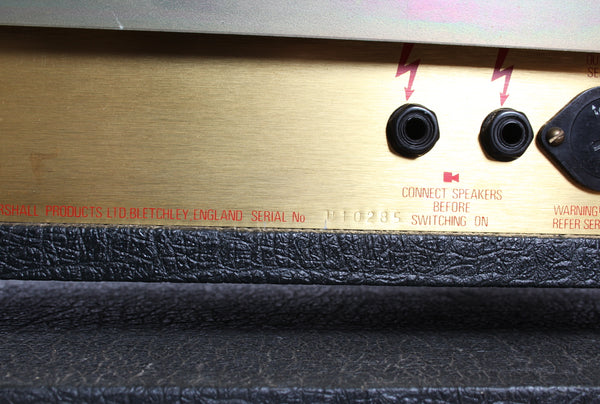 CONNECT SPEAKERS
BEFORE
SWITCHING ON
RSHALL PRODUCTS LTD, BLETCHLEY, ENGLAND SERIAL No
WARNING
REFER SER